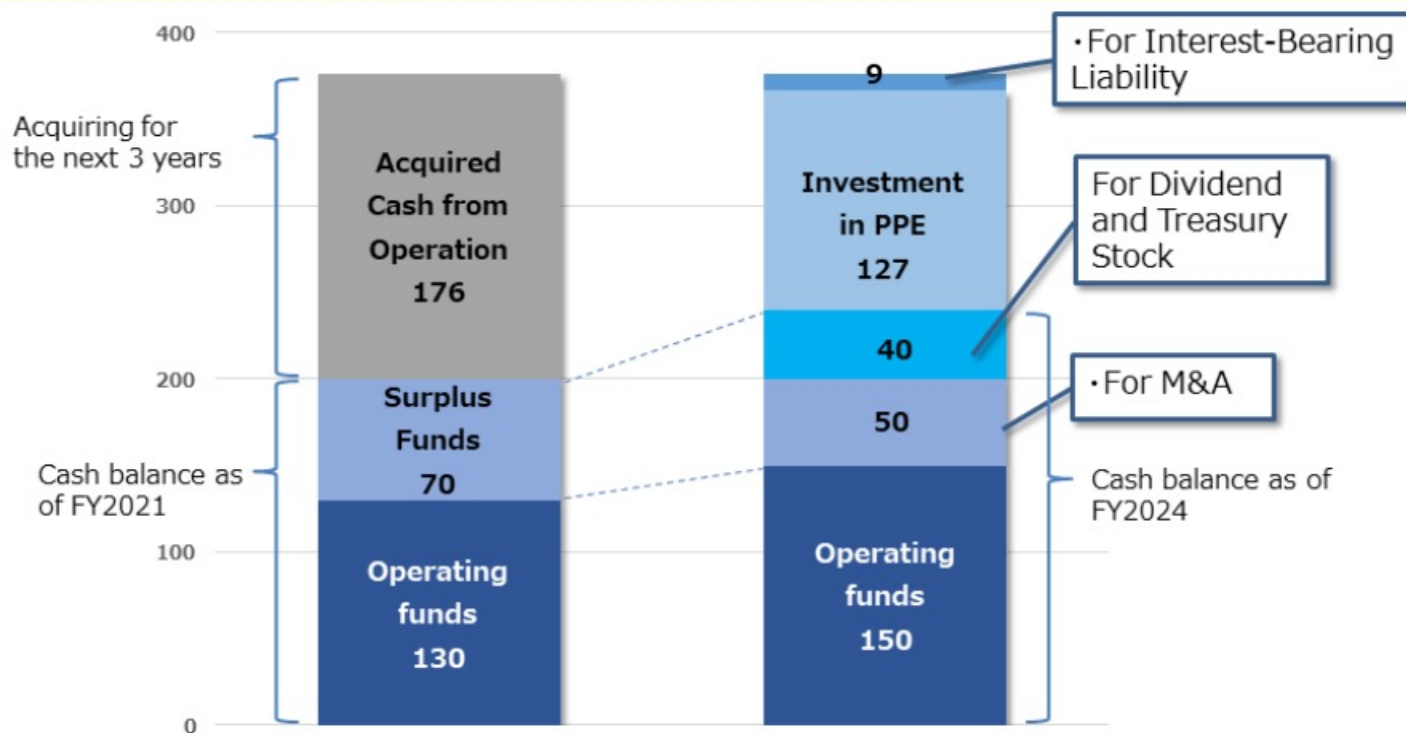 400
300
200
100
0
Acquiring for
the next 3 years
Cash balance as
of FY2021
Acquired
Cash from
Operation
176
Surplus
Funds
70
Operating
funds
130
9
Investment
in PPE
127
40
50
Operating
funds
150
・For Interest-Bearing
Liability
For Dividend
and Treasury
Stock
・For M&A
Cash balance as of
FY2024